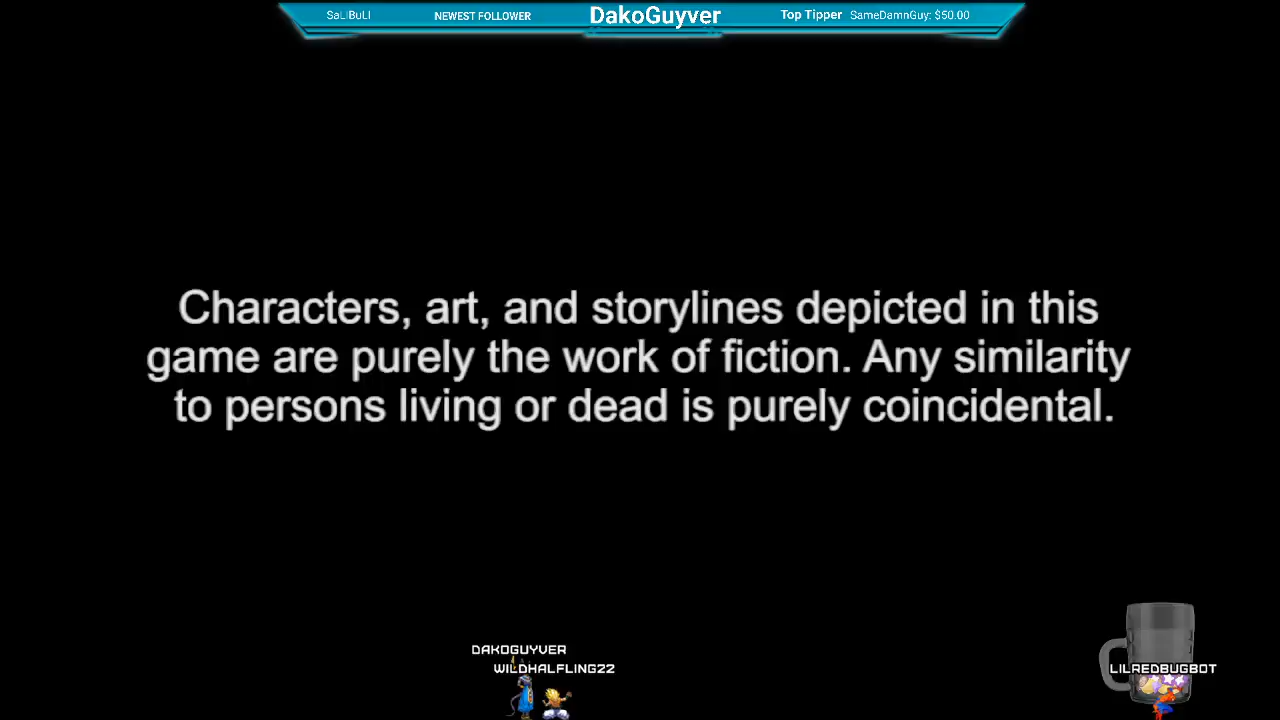 SaLIBuLI NEWEST FOLLOWER DakoGuyver Top Tipper SameDamnGuy: $50.00
Characters, art, and storylines depicted in this
game are purely the work of fiction. Any similarity
to persons living or dead is purely coincidental.
DAKOGUYVER
WILDHALFLING22
LILREDBUGBOT